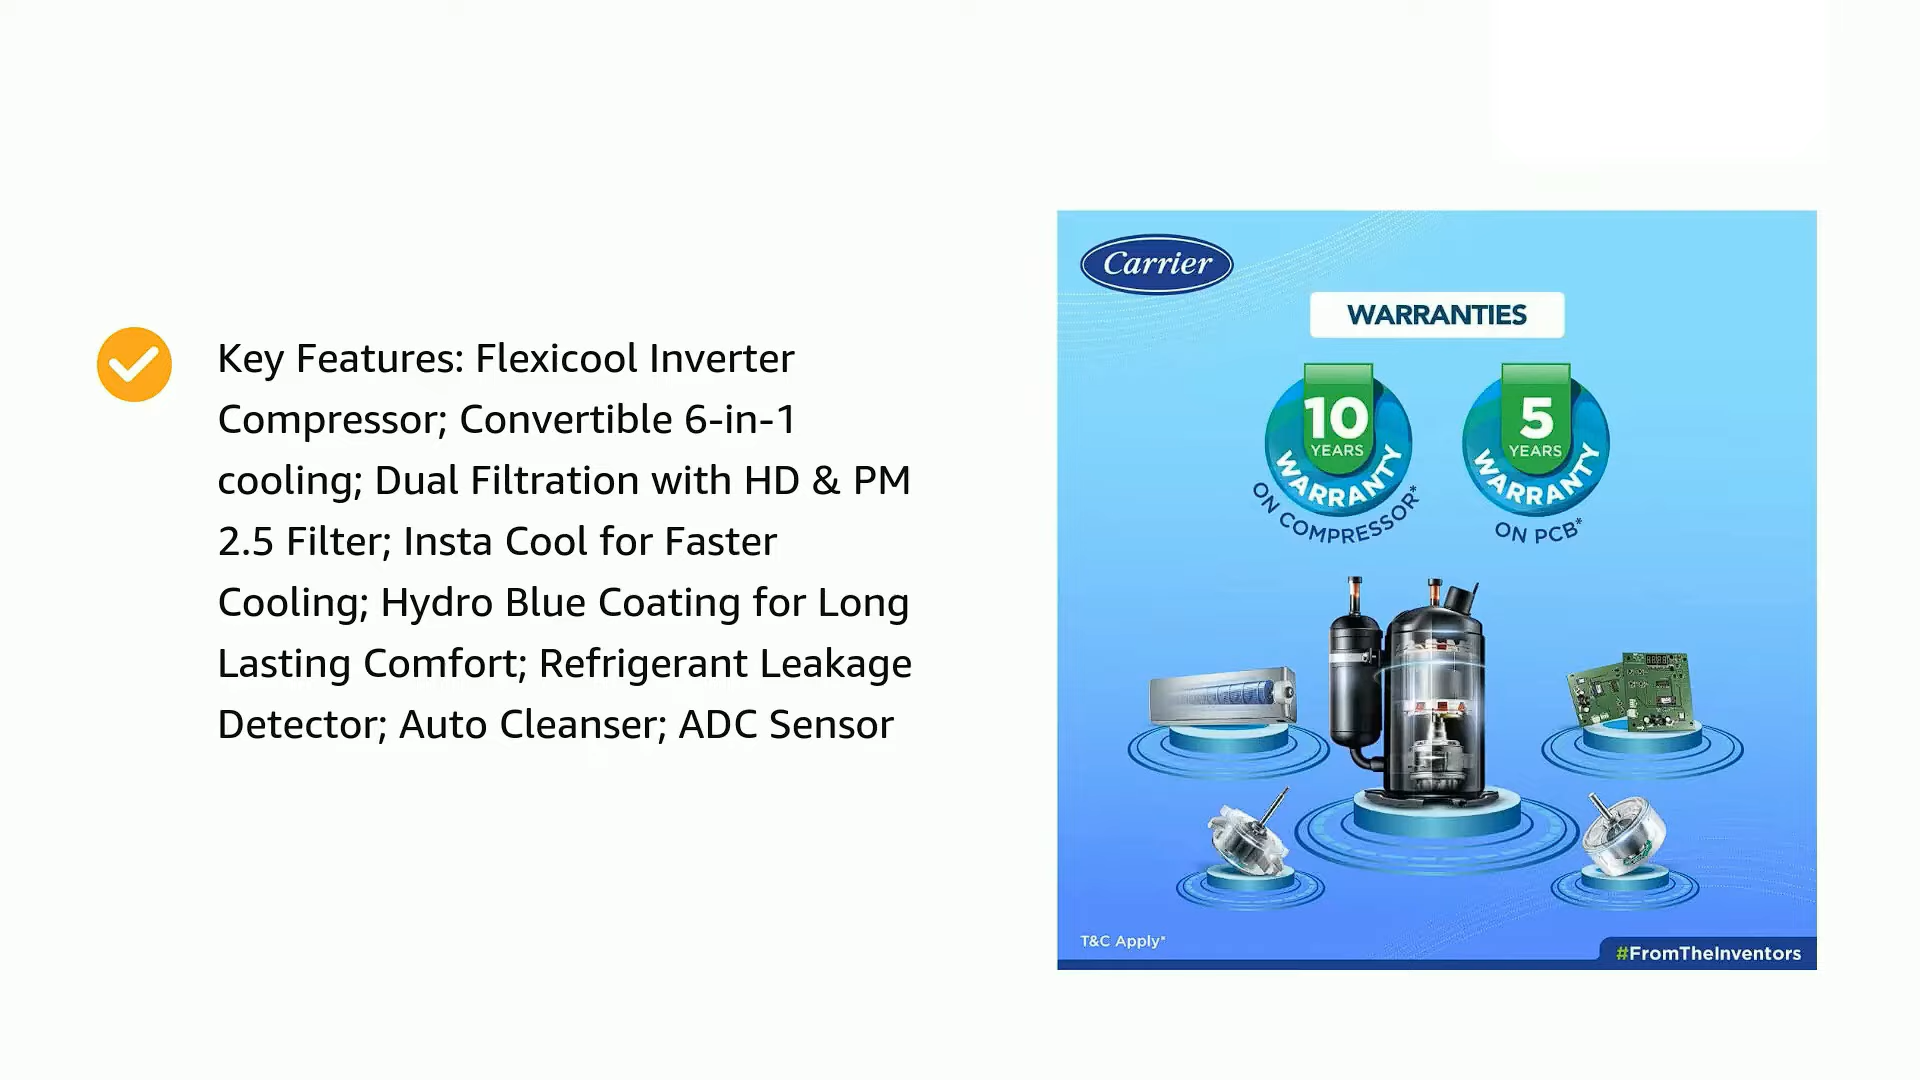 Key Features: Flexicool Inverter
Compressor; Convertible 6-in-1
cooling; Dual Filtration with HD & PM
2.5 Filter; Insta Cool for Faster
Cooling; Hydro Blue Coating for Long
Lasting Comfort; Refrigerant Leakage
Detector; Auto Cleanser; ADC Sensor
Carrier
WARRANTIES
10
YEARS
WARRANTY
ON COMPRESSOR*
5
YEARS
WARRANTY
ON PCB*
T&C Apply*
#FromTheInventors